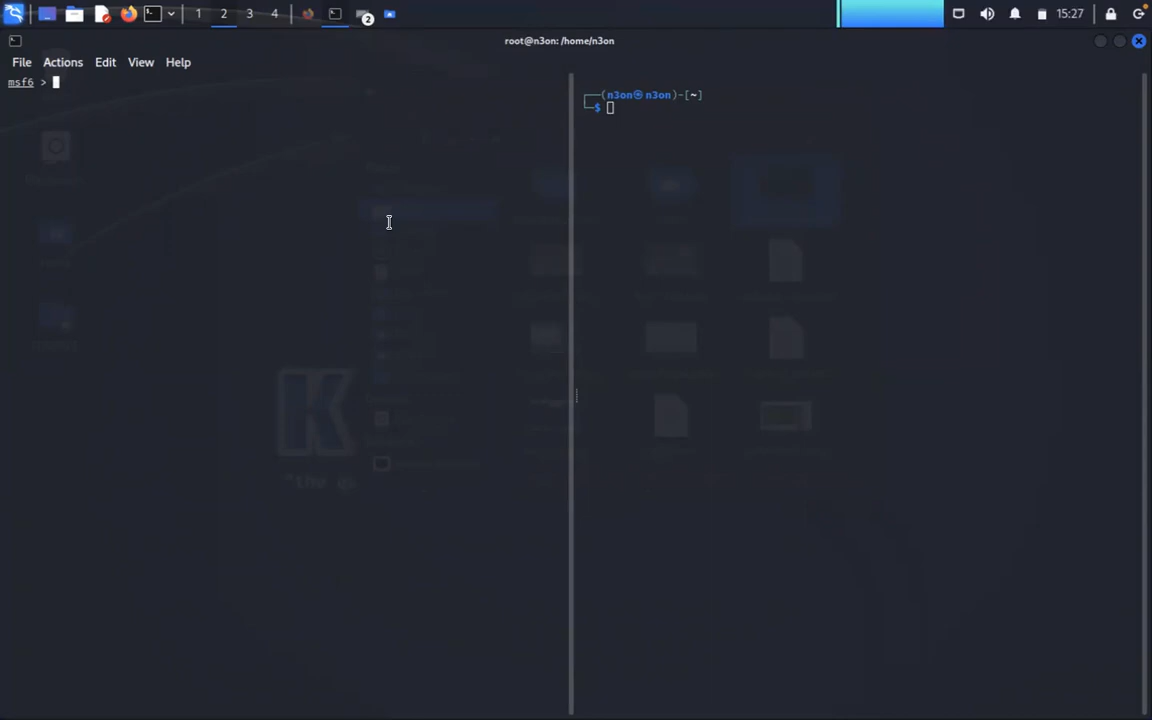 1 2 3 4 2 15:27
root@n3on: /home/n3on
File Actions Edit View Help
msf6 >
┌──(n3on㉿n3on)-[~]
└─$
K
"the